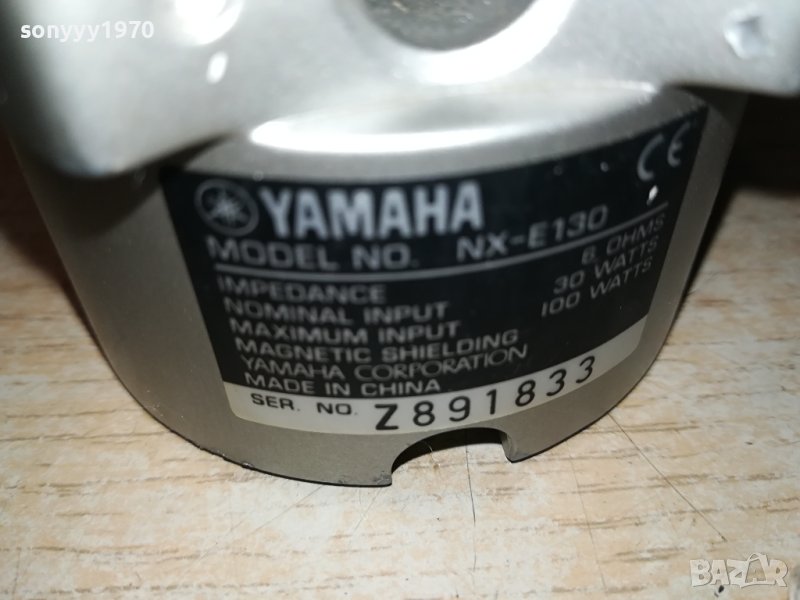 sonyyy1970
YAMAHA
CE
MODEL NO. NX-E130
IMPEDANCE 6 OHMS
NOMINAL INPUT 30 WATTS
MAXIMUM INPUT 100 WATTS
MAGNETIC SHIELDING
YAMAHA CORPORATION
MADE IN CHINA
SER. NO. Z891833
BAZAR